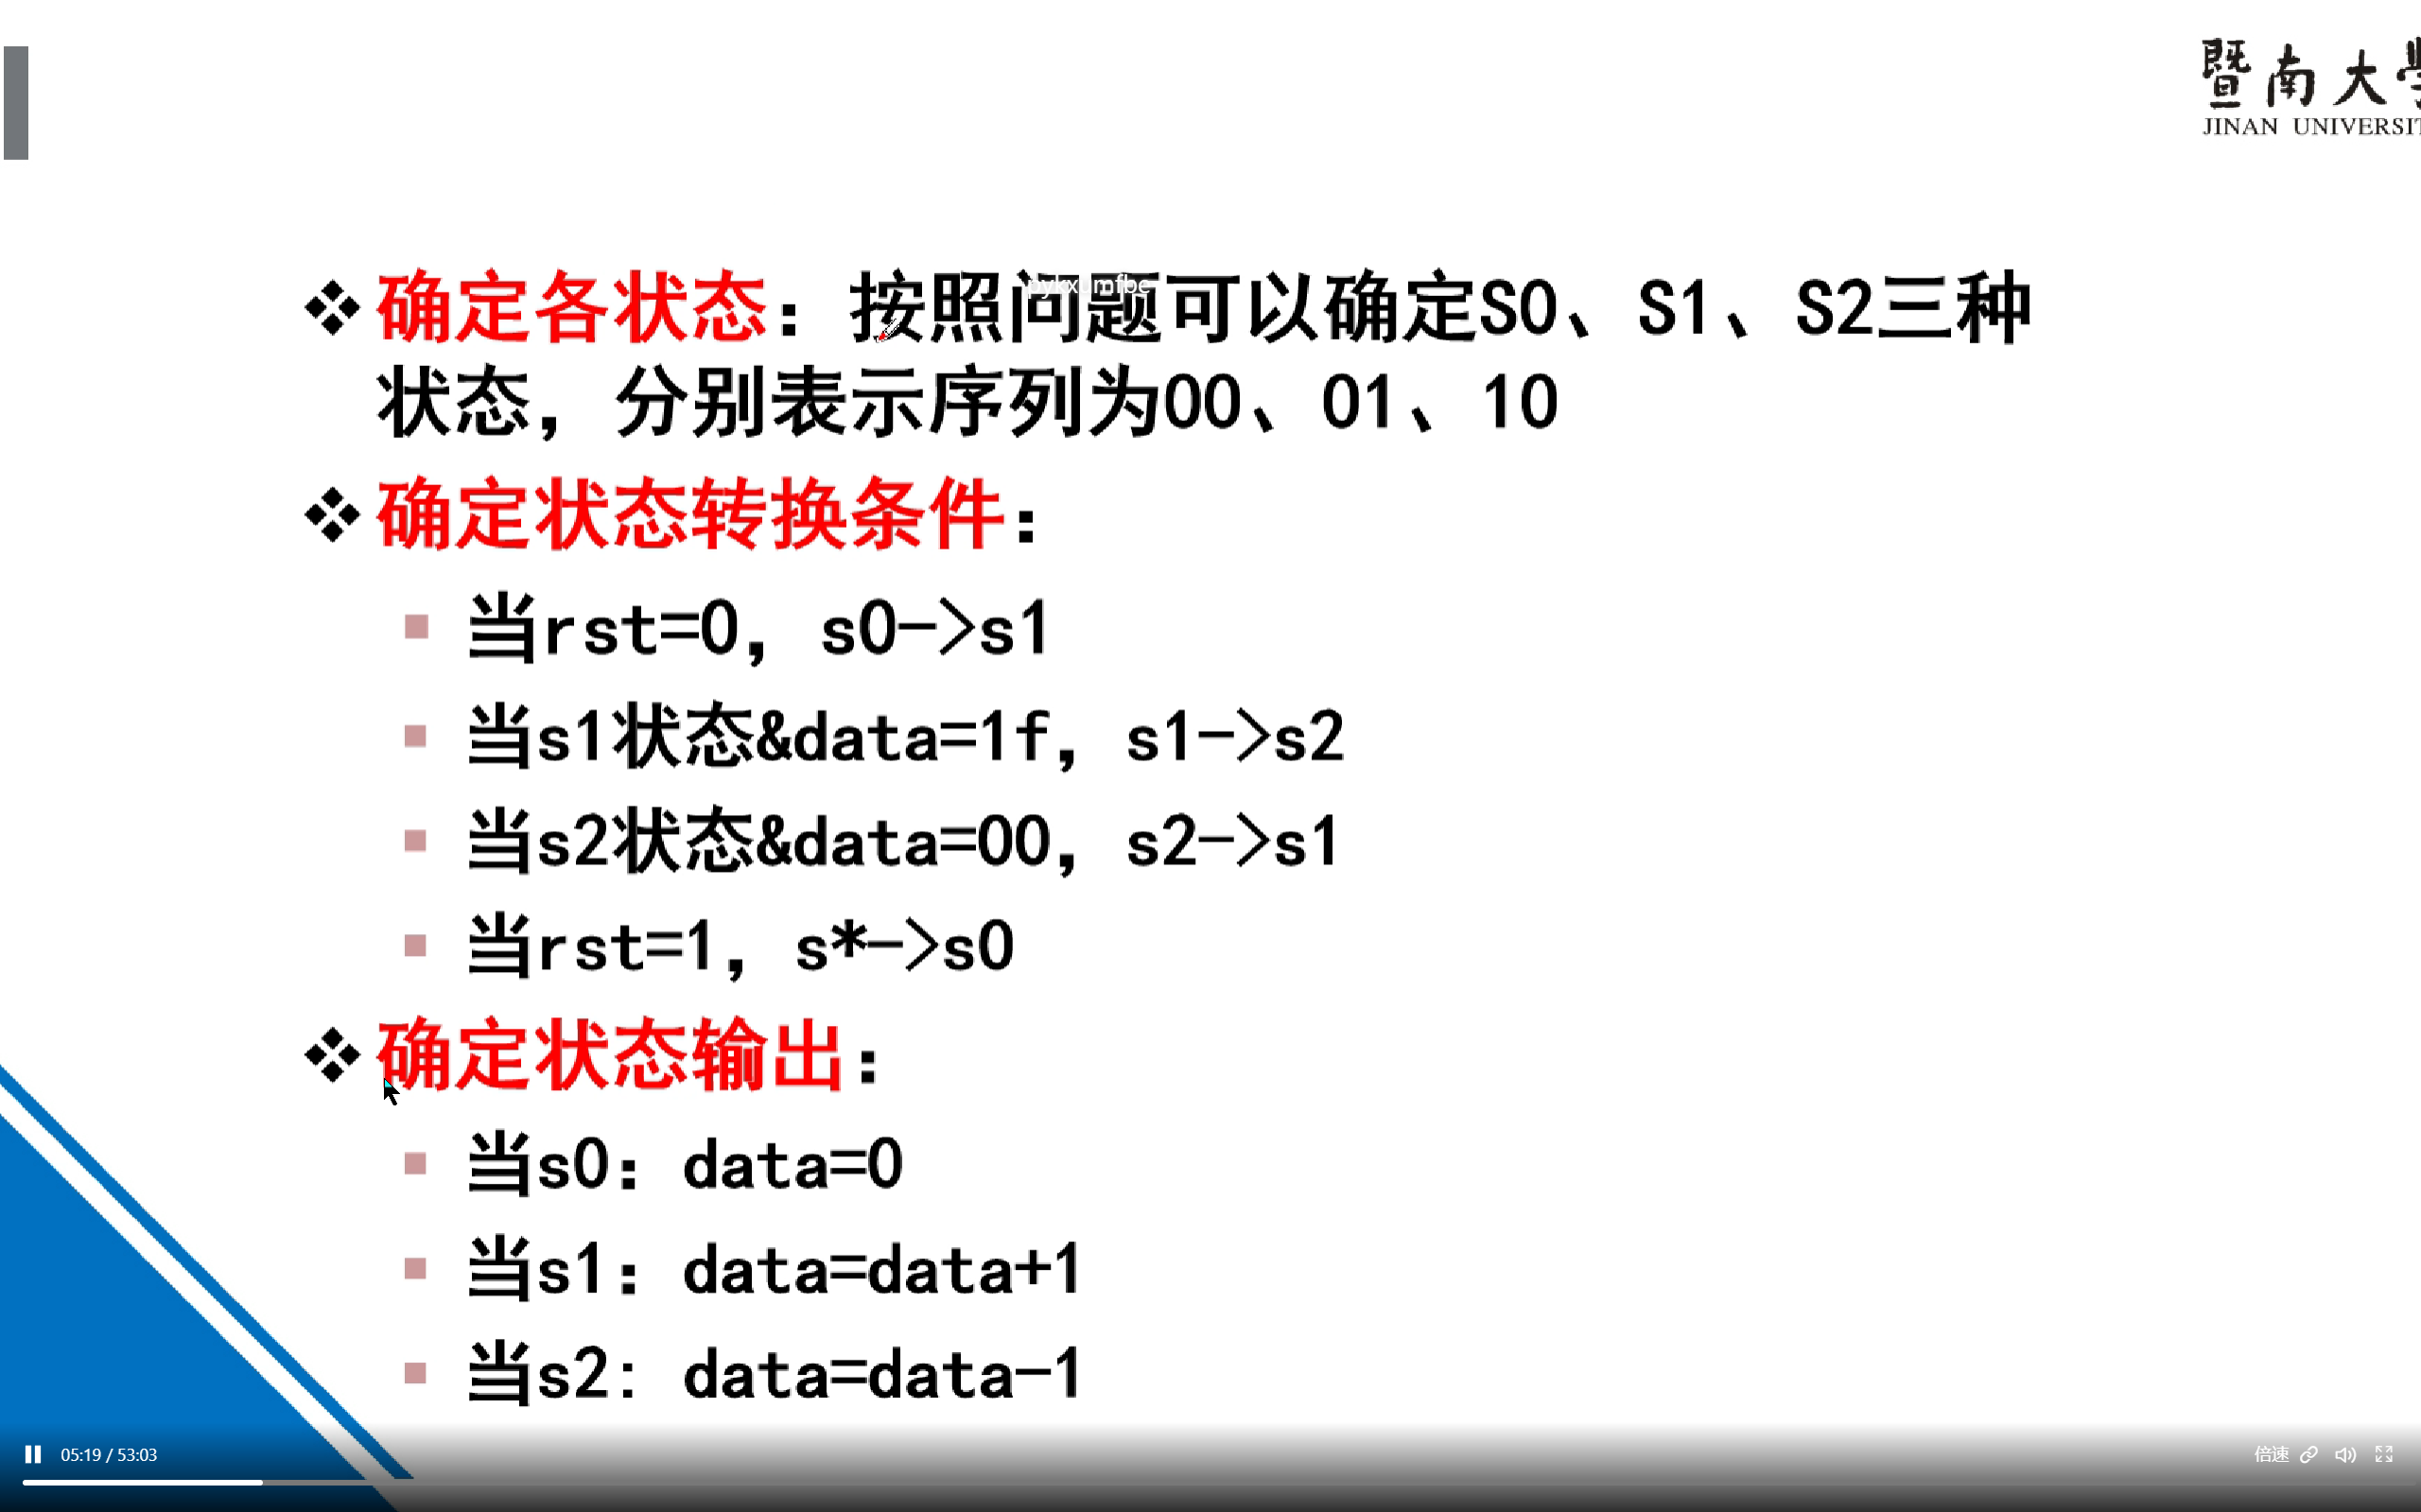 暨南大
JINAN UNIVERSIT
确定各状态：按照问题可以确定S0、S1、S2三种
状态，分别表示序列为00、01、10
确定状态转换条件：
当rst=0，s0->s1
当s1状态&data=1f，s1->s2
当s2状态&data=00，s2->s1
当rst=1，s*->s0
确定状态输出：
当s0：data=0
当s1：data=data+1
当s2：data=data-1
05:19 / 53:03
倍速